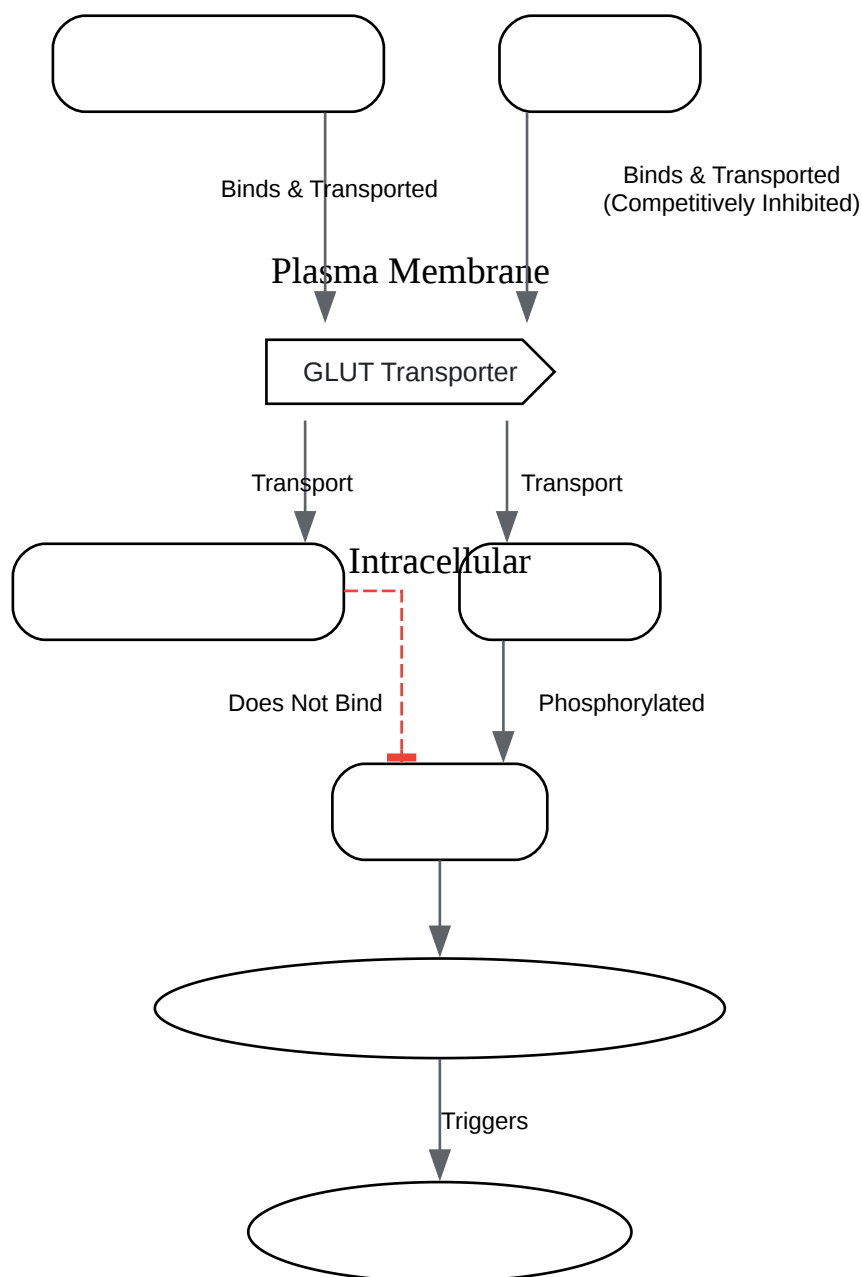 Binds & Transported
Binds & Transported
(Competitively Inhibited)
Plasma Membrane
GLUT Transporter
Transport
Transport
Intracellular
Does Not Bind
Phosphorylated
Triggers